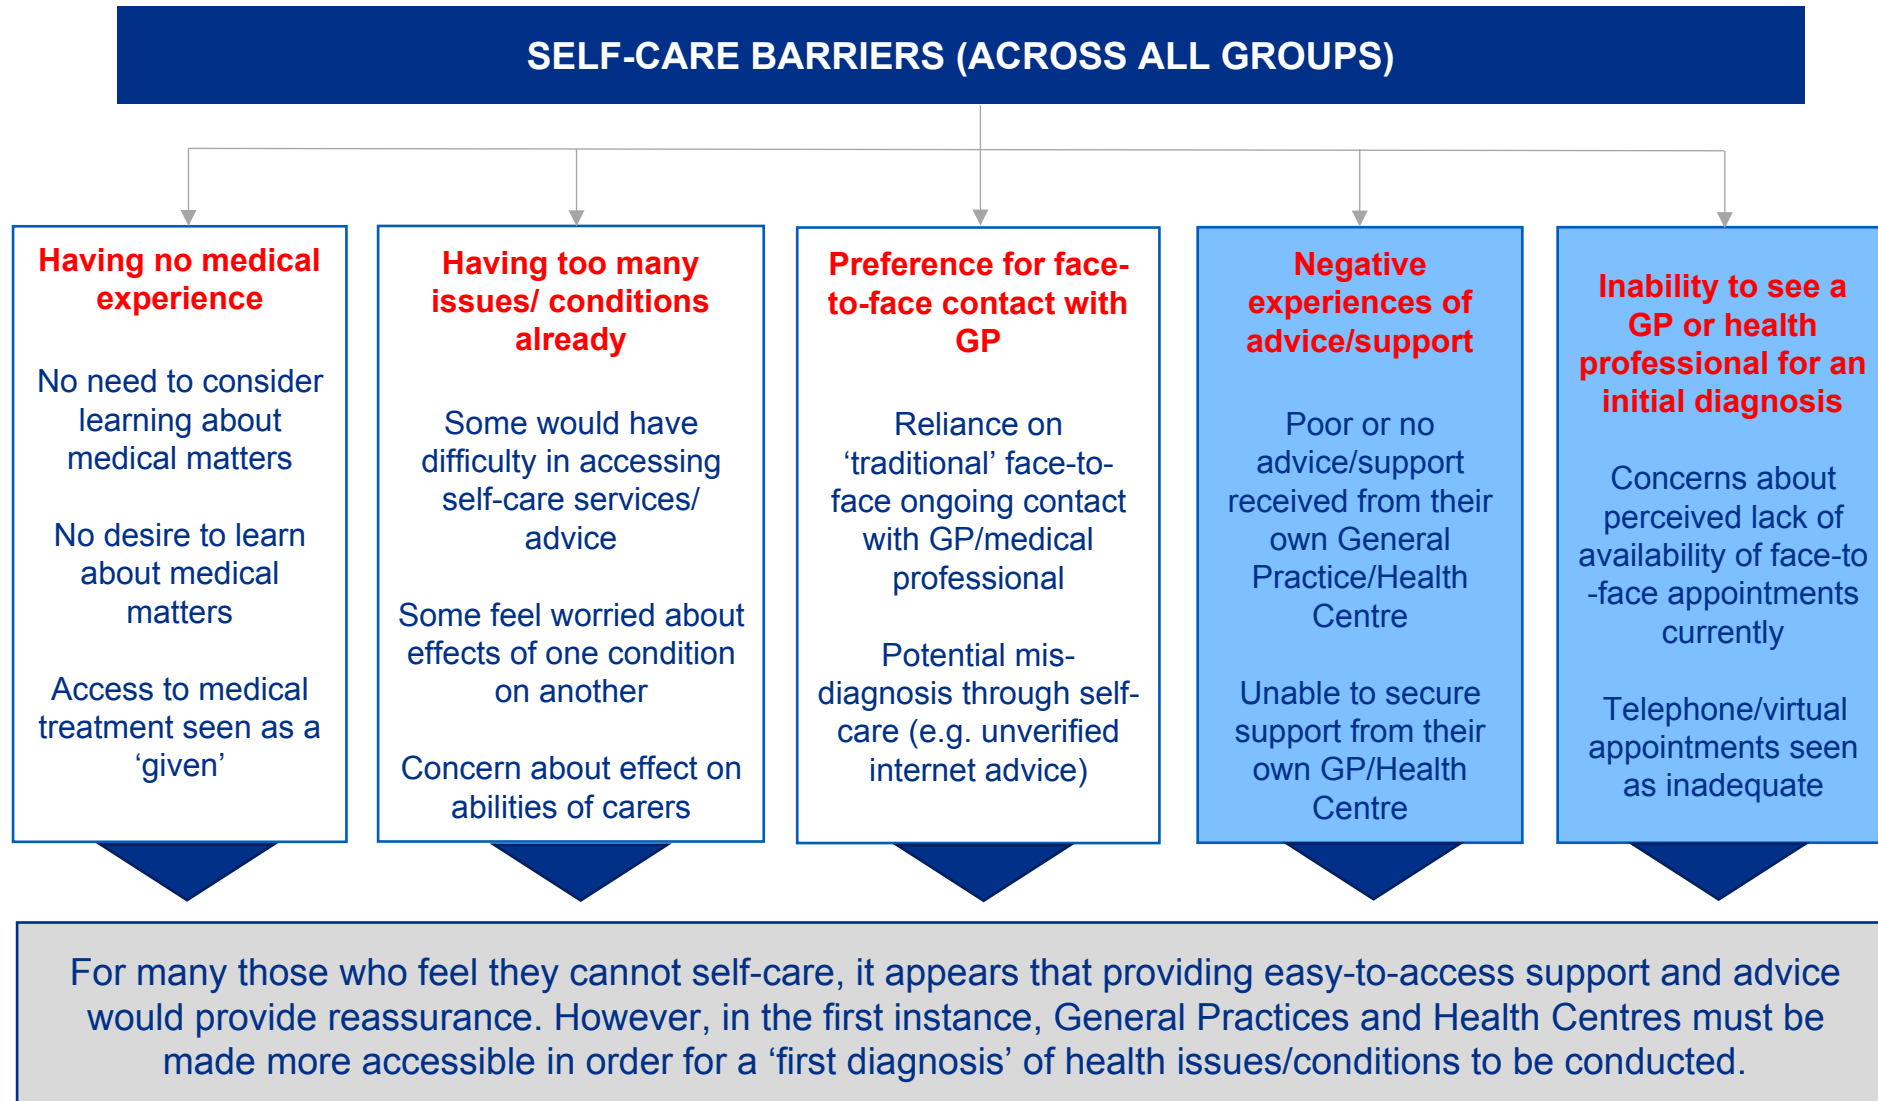 SELF-CARE BARRIERS (ACROSS ALL GROUPS)
Having no medical
experience
No need to consider
learning about
medical matters
No desire to learn
about medical
matters
Access to medical
treatment seen as a
‘given’
Having too many
issues/ conditions
already
Some would have
difficulty in accessing
self-care services/
advice
Some feel worried about
effects of one condition
on another
Concern about effect on
abilities of carers
Preference for face-
to-face contact with
GP
Reliance on
‘traditional’ face-to-
face ongoing contact
with GP/medical
professional
Potential mis-
diagnosis through self-
care (e.g. unverified
internet advice)
Negative
experiences of
advice/support
Poor or no
advice/support
received from their
own General
Practice/Health
Centre
Unable to secure
support from their
own GP/Health
Centre
Inability to see a
GP or health
professional for an
initial diagnosis
Concerns about
perceived lack of
availability of face-to
-face appointments
currently
Telephone/virtual
appointments seen
as inadequate
For many those who feel they cannot self-care, it appears that providing easy-to-access support and advice
would provide reassurance. However, in the first instance, General Practices and Health Centres must be
made more accessible in order for a ‘first diagnosis’ of health issues/conditions to be conducted.